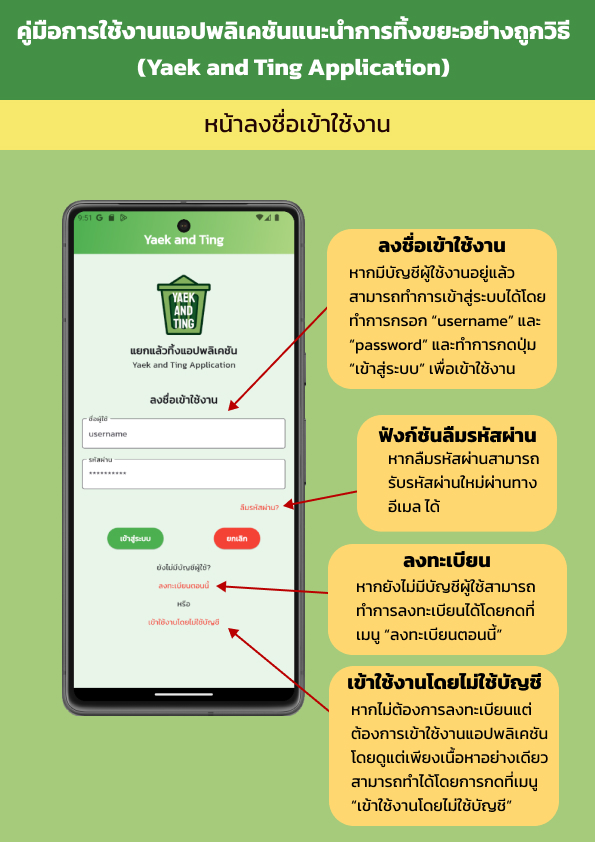 คู่มือการใช้งานแอปพลิเคชันแนะนำการทิ้งขยะอย่างถูกวิธี
(Yaek and Ting Application)
หน้าลงชื่อเข้าใช้งาน
9:51
Yaek and Ting
YAEK
AND
TING
แยกแล้วทิ้งแอปพลิเคชัน
Yaek and Ting Application
ลงชื่อเข้าใช้งาน
ชื่อผู้ใช้
username
รหัสผ่าน
**********
ลืมรหัสผ่าน?
เข้าสู่ระบบ
ยกเลิก
ยังไม่มีบัญชีผู้ใช้?
ลงทะเบียนตอนนี้
หรือ
เข้าใช้งานโดยไม่ใช้บัญชี
ลงชื่อเข้าใช้งาน
หากมีบัญชีผู้ใช้งานอยู่แล้ว
สามารถทำการเข้าสู่ระบบได้โดย
ทำการกรอก “username” และ
“password” และทำการกดปุ่ม
“เข้าสู่ระบบ” เพื่อเข้าใช้งาน
ฟังก์ชันลืมรหัสผ่าน
หากลืมรหัสผ่านสามารถ
รับรหัสผ่านใหม่ผ่านทาง
อีเมล ได้
ลงทะเบียน
หากยังไม่มีบัญชีผู้ใช้สามารถ
ทำการลงทะเบียนได้โดยกดที่
เมนู “ลงทะเบียนตอนนี้”
เข้าใช้งานโดยไม่ใช้บัญชี
หากไม่ต้องการลงทะเบียนแต่
ต้องการเข้าใช้งานแอปพลิเคชัน
โดยดูแต่เพียงเนื้อหาอย่างเดียว
สามารถทำได้โดยการกดที่เมนู
“เข้าใช้งานโดยไม่ใช้บัญชี”